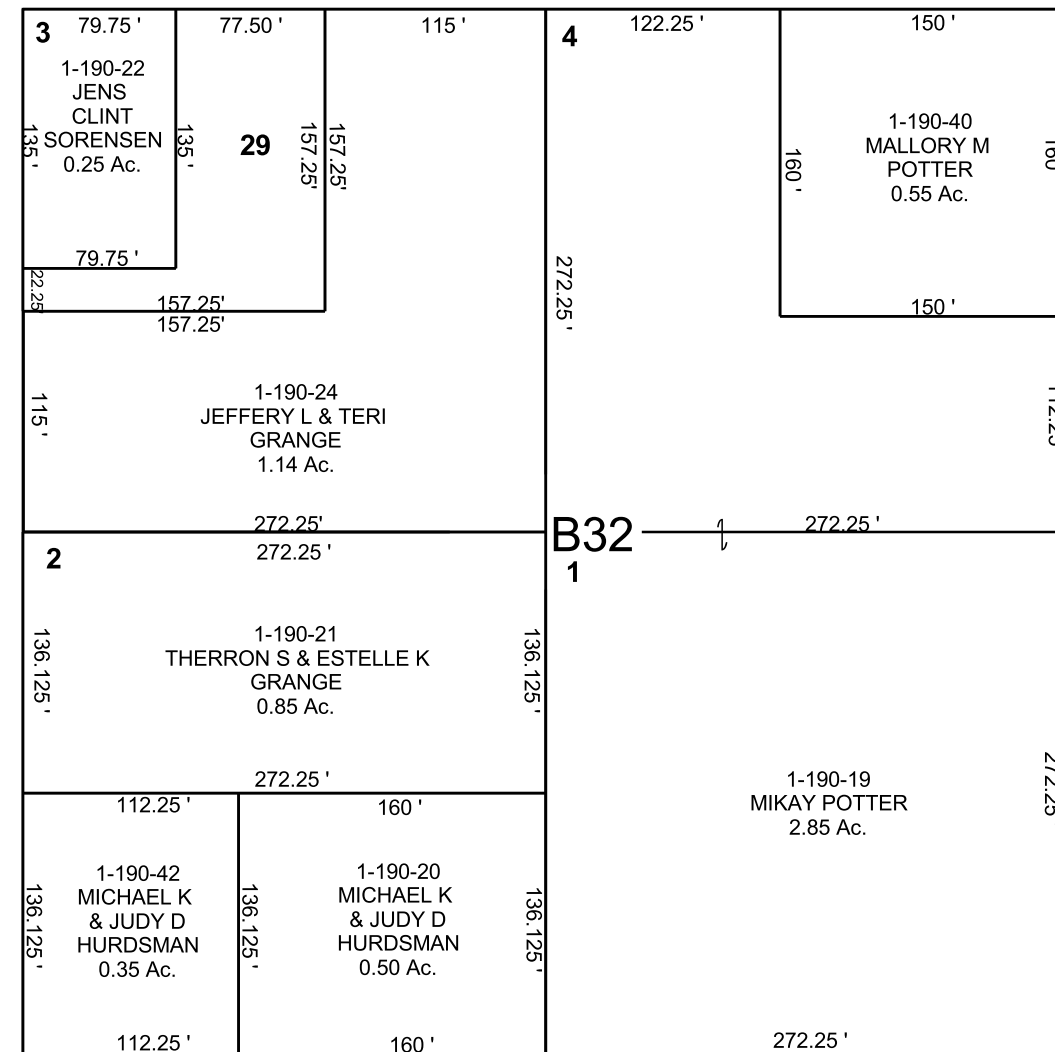 3
79.75 '
77.50 '
115 '
4
122.25 '
150 '
1-190-22
JENS
CLINT
SORENSEN
0.25 Ac.
135 '
135 '
29
157.25'
157.25'
1-190-40
MALLORY M
POTTER
0.55 Ac.
160 '
160
79.75 '
22.25'
157.25'
157.25'
272.25 '
150 '
115 '
1-190-24
JEFFERY L & TERI
GRANGE
1.14 Ac.
112.25
272.25'
B32
272.25 '
2
272.25 '
1
136.125 '
1-190-21
THERRON S & ESTELLE K
GRANGE
0.85 Ac.
136.125 '
272.25 '
1-190-19
MIKAY POTTER
2.85 Ac.
272.25
112.25 '
160 '
136.125 '
1-190-42
MICHAEL K
& JUDY D
HURDSMAN
0.35 Ac.
136.125 '
1-190-20
MICHAEL K
& JUDY D
HURDSMAN
0.50 Ac.
136.125 '
112.25 '
160 '
272.25 '